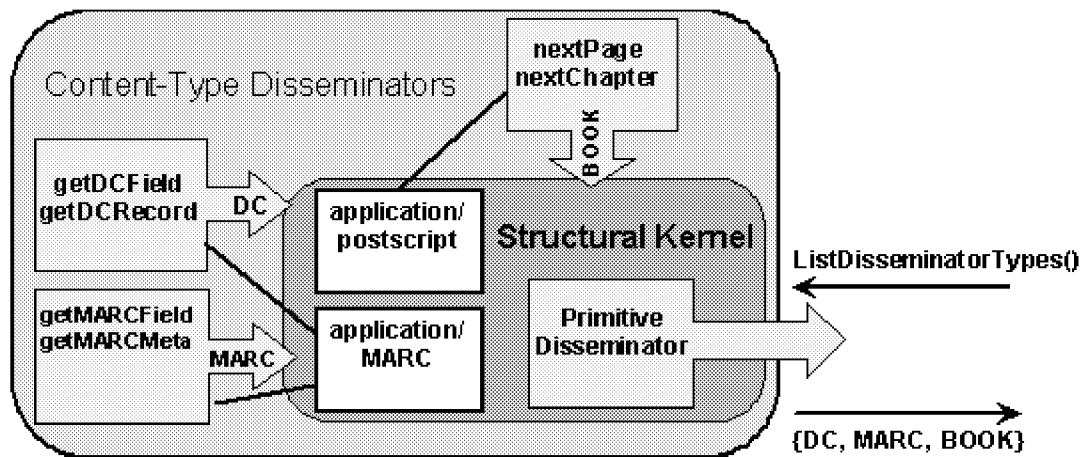 nextPage
nextChapter
Content-Type Disseminators
BOOK
getDCField
getDCRecord
DC
application/
postscript
Structural Kernel
ListDisseminatorTypes()
getMARCField
getMARCMeta
MARC
application/
MARC
Primitive
Disseminator
{DC, MARC, BOOK}